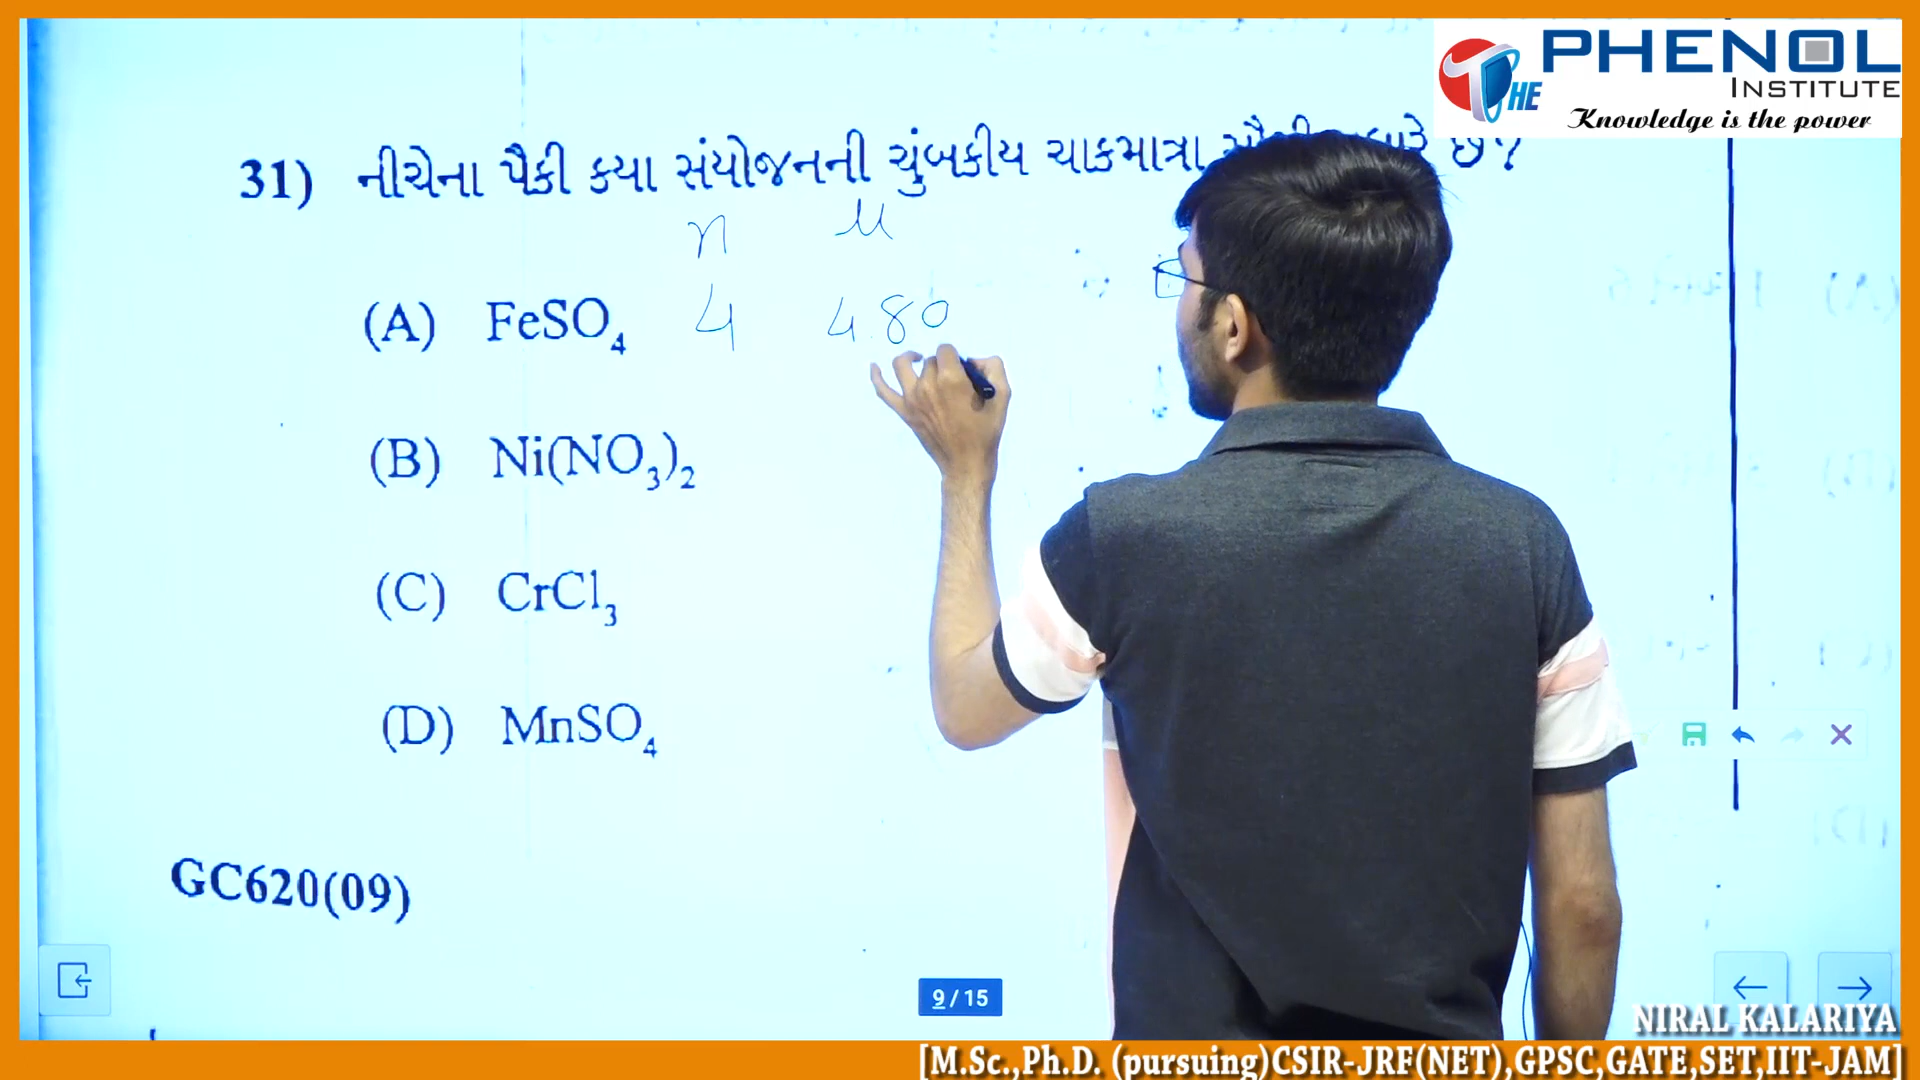 THE PHENOL
INSTITUTE
Knowledge is the power
31) નીચેના પૈકી કયા સંયોજનની ચુંબકીય ચાકમાત્રા
n μ
(A) FeSO₄ 4 4.80
(B) Ni(NO₃)₂
(C) CrCl₃
(D) MnSO₄
GC620(09)
9/15
NIRAL KALARIYA
[M.Sc.,Ph.D. (pursuing)CSIR-JRF(NET),GPSC,GATE,SET,IIT-JAM]